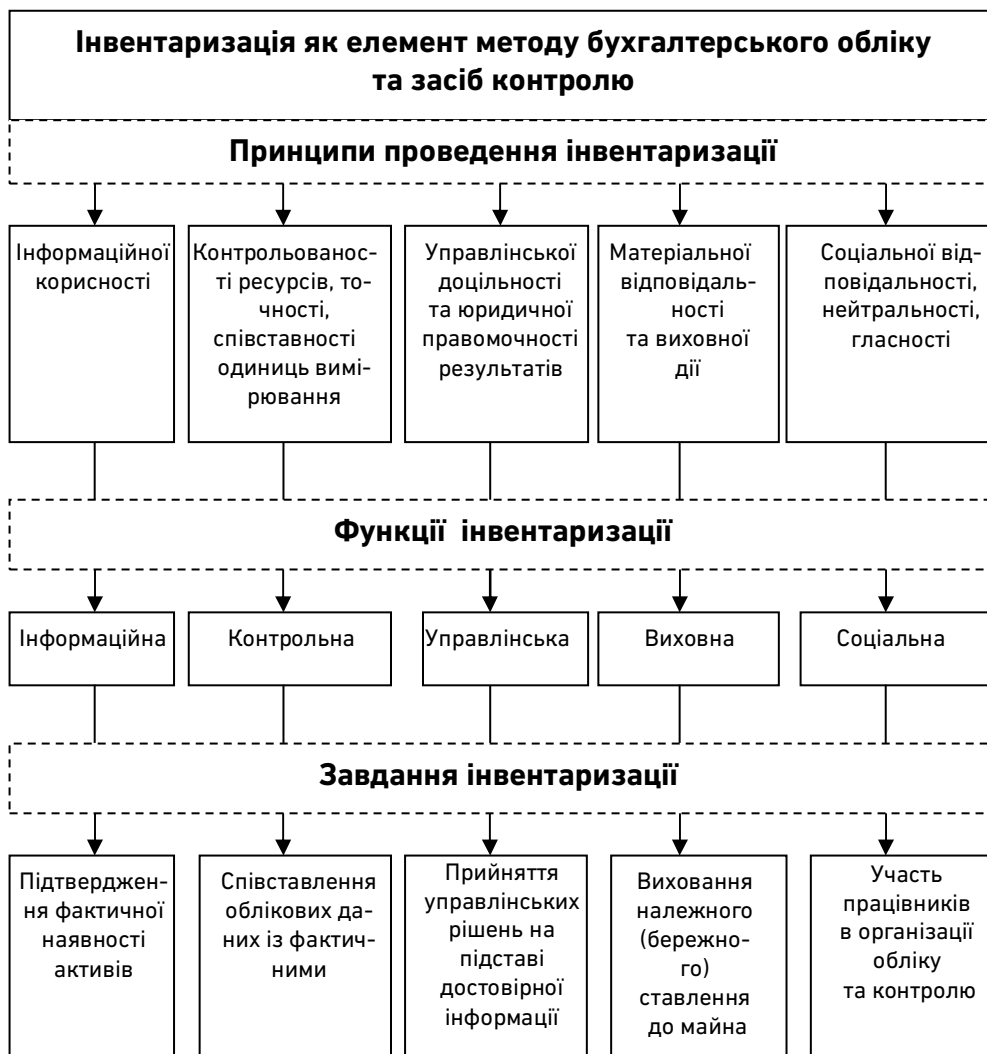 Інвентаризація як елемент методу бухгалтерського обліку
та засіб контролю
Принципи проведення інвентаризації
Інформаційної
корисності
Контрольованос-
ті ресурсів, то-
чності,
співставності
одиниць вимі-
рювання
Управлінської
доцільності
та юридичної
правомочності
результатів
Матеріальної
відповідаль-
ності
та виховної
дії
Соціальної від-
повідальності,
нейтральності,
гласності
Функції інвентаризації
Інформаційна
Контрольна
Управлінська
Виховна
Соціальна
Завдання інвентаризації
Підтверджен-
ня фактичної
наявності
активів
Співставлення
облікових да-
них із фактич-
ними
Прийняття
управлінських
рішень на
підставі
достовірної
інформації
Виховання
належного
(бережно-
го)
ставлення
до майна
Участь
працівників
в організації
обліку
та контролю